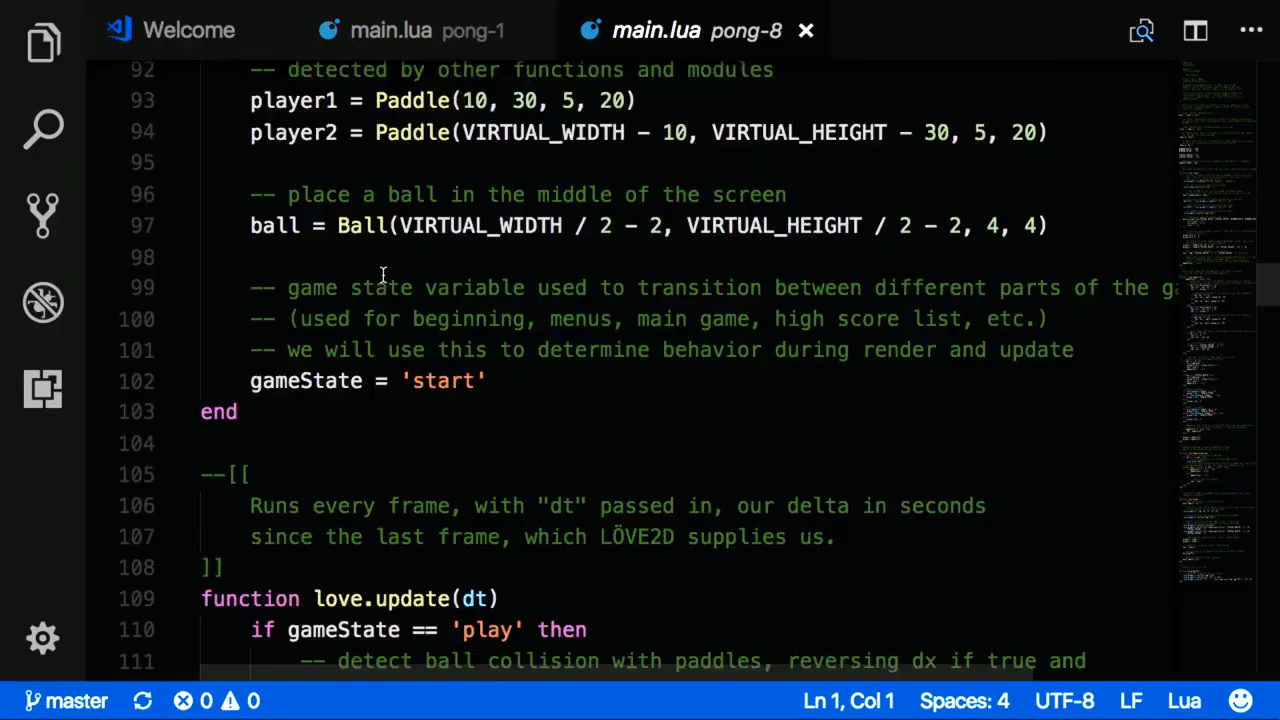 Welcome
main.lua pong-1
main.lua pong-8
92 -- detected by other functions and modules
93 player1 = Paddle(10, 30, 5, 20)
94 player2 = Paddle(VIRTUAL_WIDTH - 10, VIRTUAL_HEIGHT - 30, 5, 20)
95
96 -- place a ball in the middle of the screen
97 ball = Ball(VIRTUAL_WIDTH / 2 - 2, VIRTUAL_HEIGHT / 2 - 2, 4, 4)
98
99 -- game state variable used to transition between different parts of the
100 -- (used for beginning, menus, main game, high score list, etc.)
101 -- we will use this to determine behavior during render and update
102 gameState = 'start'
103 end
104
105 --[[
106 Runs every frame, with "dt" passed in, our delta in seconds
107 since the last frame, which LÖVE2D supplies us.
108 ]]
109 function love.update(dt)
110 if gameState == 'play' then
111 -- detect ball collision with paddles, reversing dx if true and
master 0 0 Ln 1, Col 1 Spaces: 4 UTF-8 LF Lua